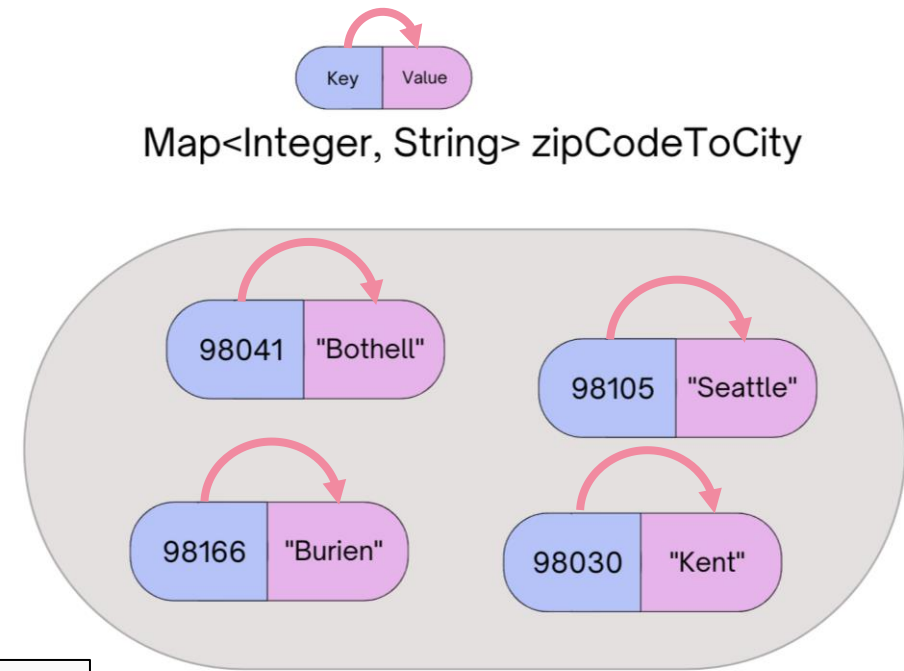 Key Value
Map<Integer, String> zipCodeToCity
98041 "Bothell"
98105 "Seattle"
98166 "Burien"
98030 "Kent"